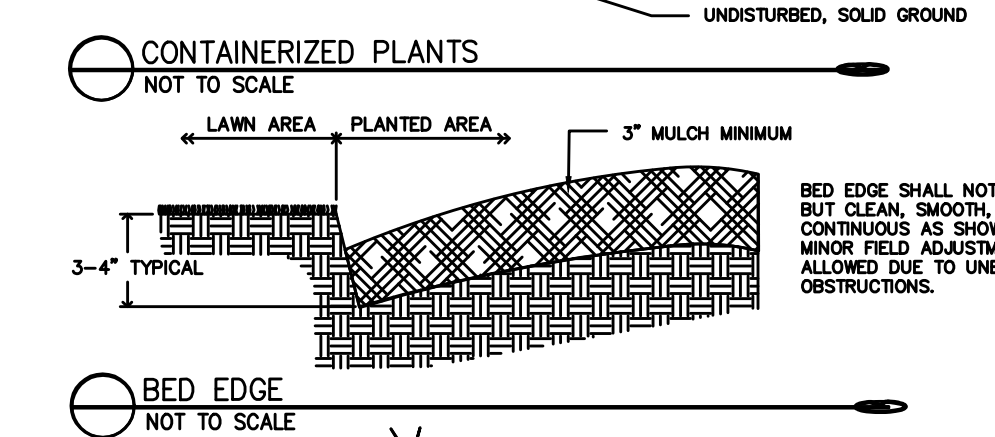 UNDISTURBED, SOLID GROUND
CONTAINERIZED PLANTS
NOT TO SCALE
LAWN AREA
PLANTED AREA
3" MULCH MINIMUM
3-4" TYPICAL
BED EDGE SHALL NOT
BUT CLEAN, SMOOTH,
CONTINUOUS AS
MINOR FIELD
ALLOWED DUE TO
OBSTRUCTIONS.
BED EDGE
NOT TO SCALE